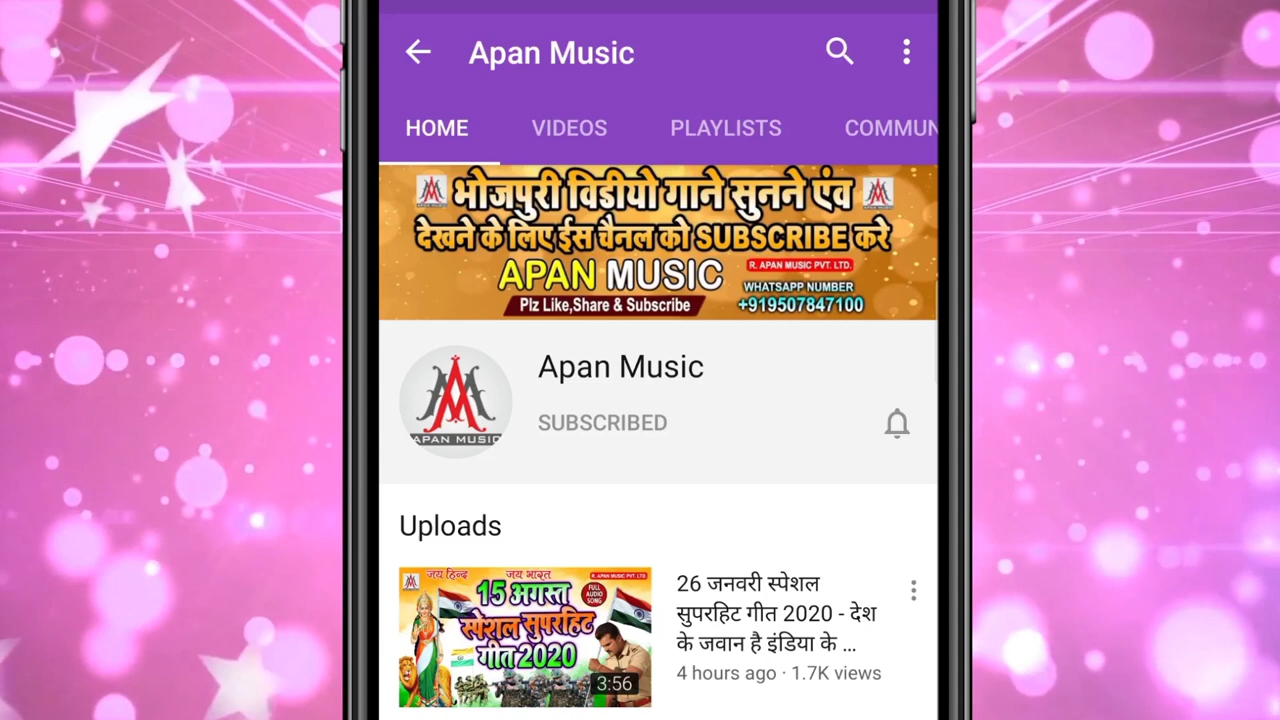 Apan Music
HOME VIDEOS PLAYLISTS COMMUN
भोजपुरी विडीयो गाने सुनने एंव
देखने के लिए ईस चैनल को SUBSCRIBE करे
APAN MUSIC
R. APAN MUSIC PVT. LTD.
WHATSAPP NUMBER
+919507847100
Plz Like,Share & Subscribe
Apan Music
SUBSCRIBED
APAN MUSIC
Uploads
जय हिन्द जय भारत
R. APAN MUSIC PVT. LTD
15 अगस्त
FULL
AUDIO
SONG
स्पेशल सुपरहिट
गीत 2020
3:56
26 जनवरी स्पेशल
सुपरहिट गीत 2020 - देश
के जवान है इंडिया के ...
4 hours ago · 1.7K views